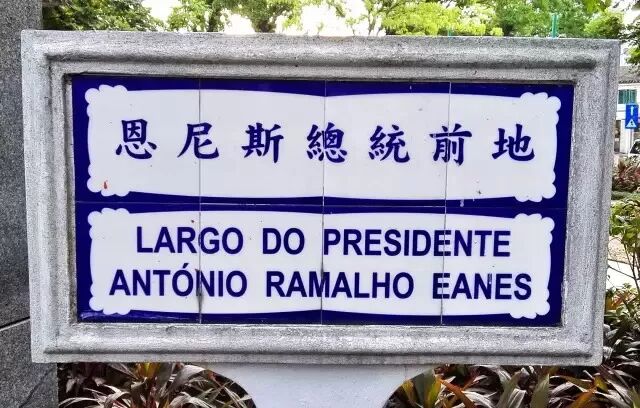 恩尼斯總統前地
LARGO DO PRESIDENTE
ANTÓNIO RAMALHO EANES